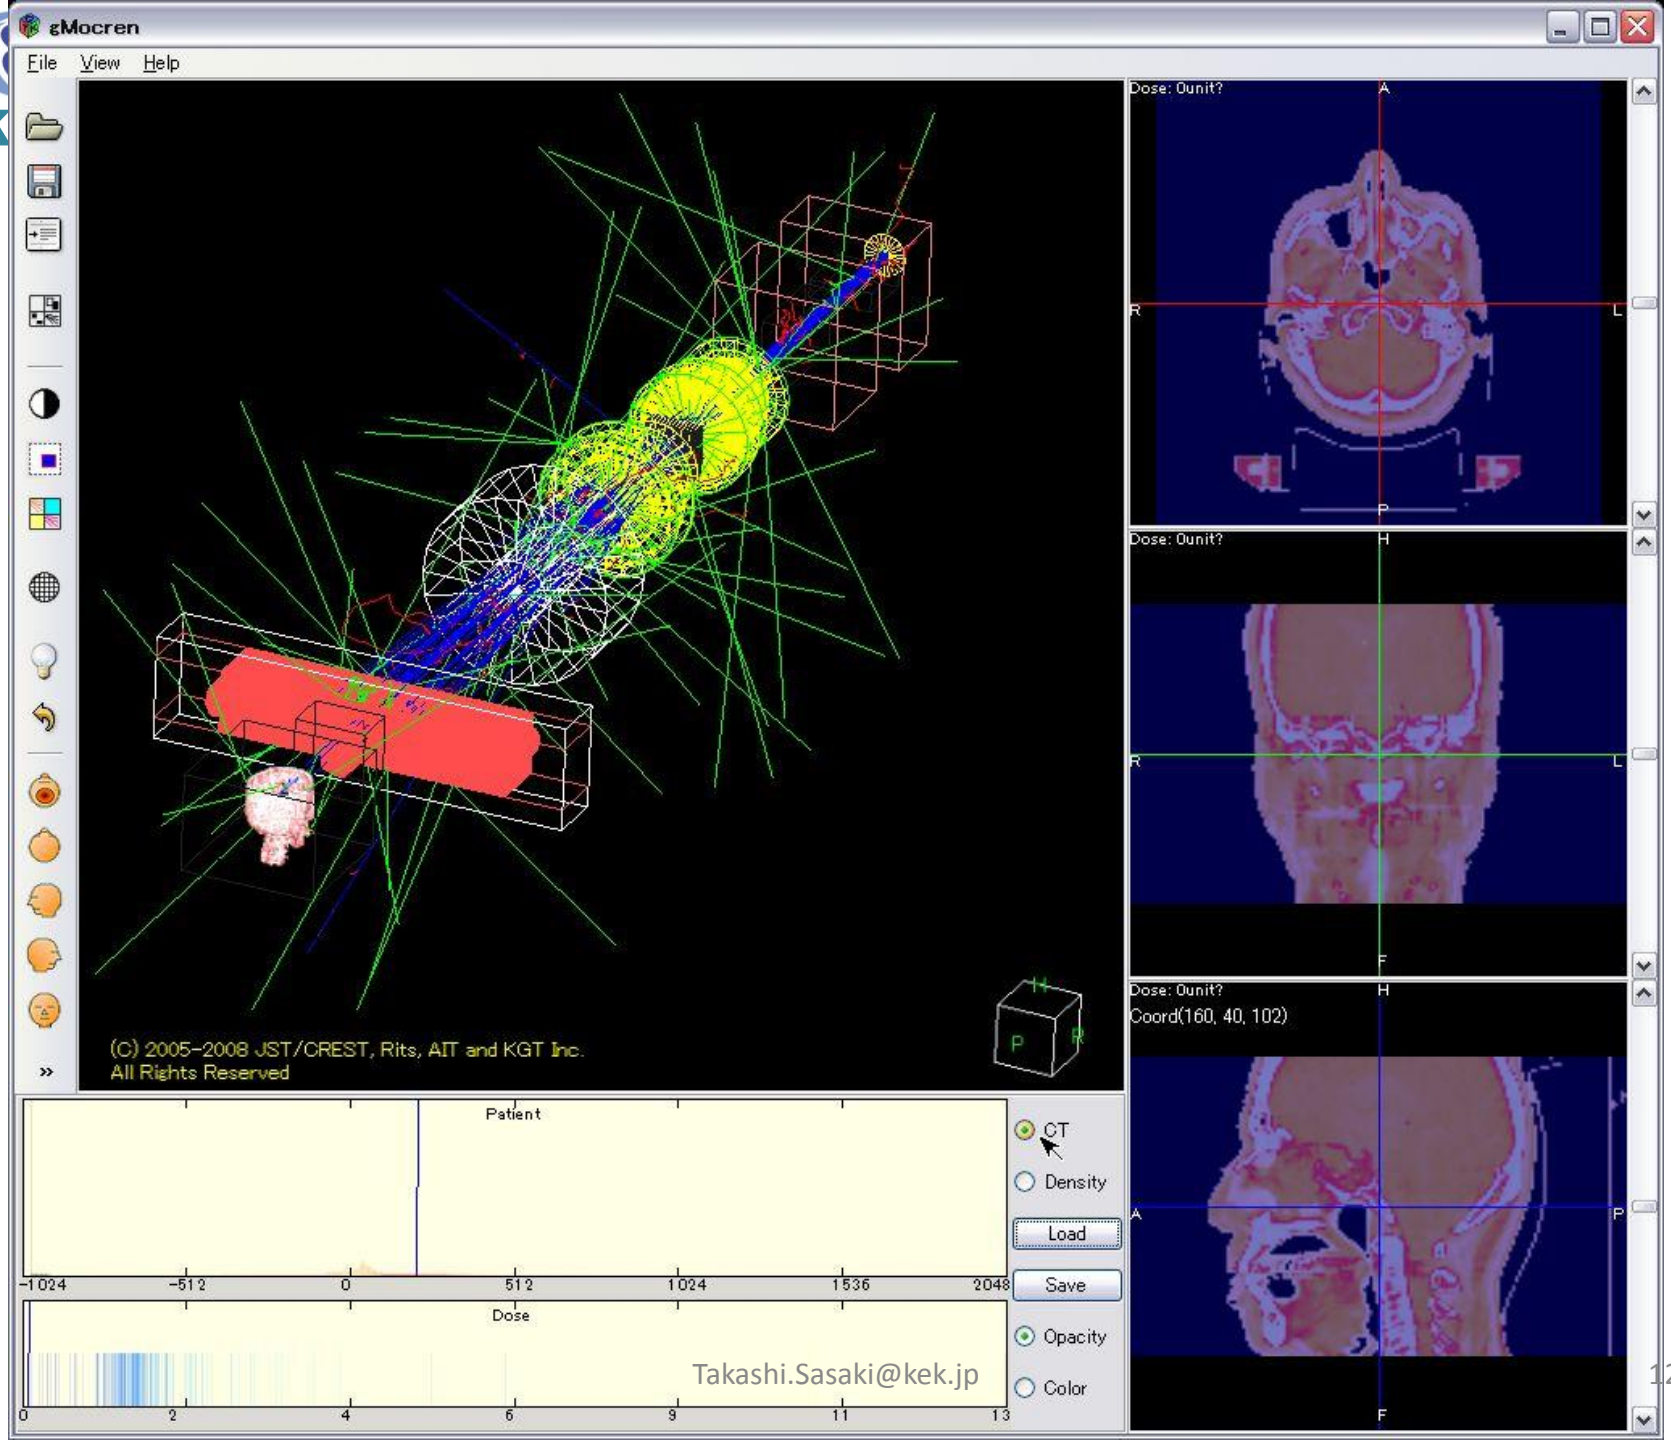 gMocren
File View Help
Dose: 0unit?
A
R
L
P
Dose: 0unit?
H
R
L
F
Dose: 0unit?
H
Coord(160, 40, 102)
A
P
F
H
P
R
(C) 2005-2008 JST/CREST, Rits, AIT and KGT Inc.
All Rights Reserved
»
Patient
-1024 -512 0 512 1024 1536 2048
CT
Density
Load
Save
Dose
0 2 4 6 9 11 13
Opacity
Color
Takashi.Sasaki@kek.jp
12